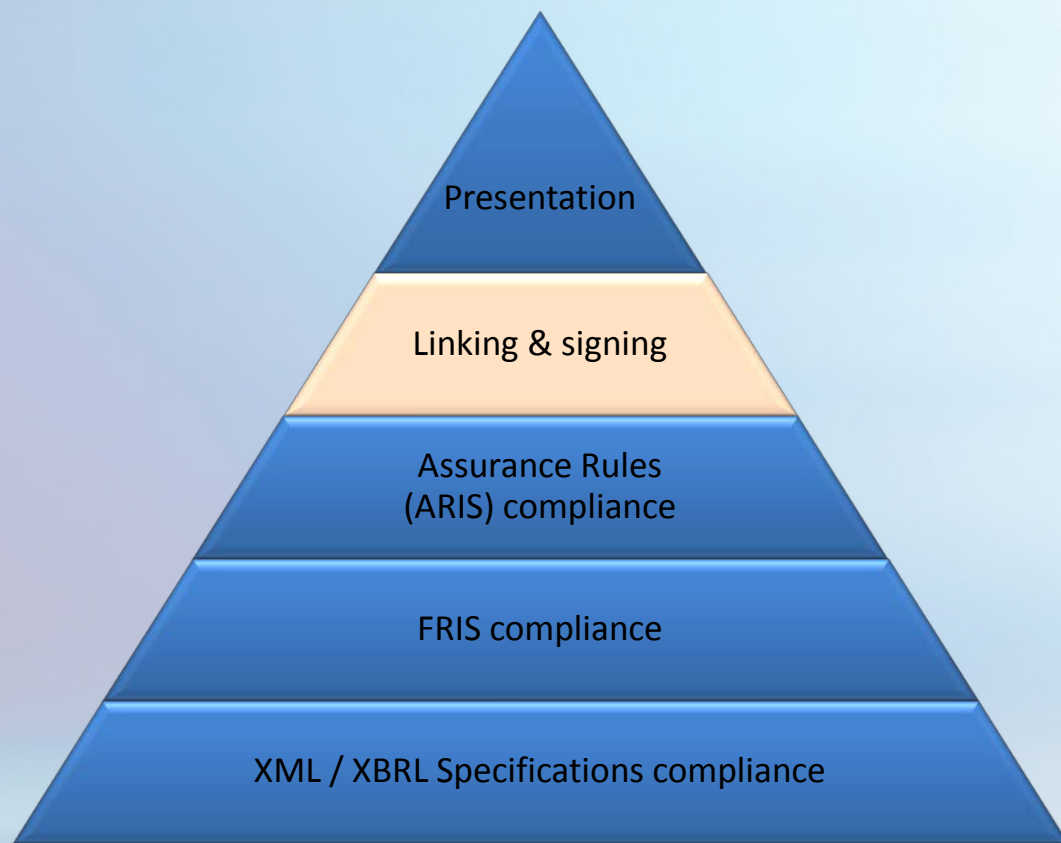 Presentation
Linking & signing
Assurance Rules
(ARIS) compliance
FRIS compliance
XML / XBRL Specifications compliance